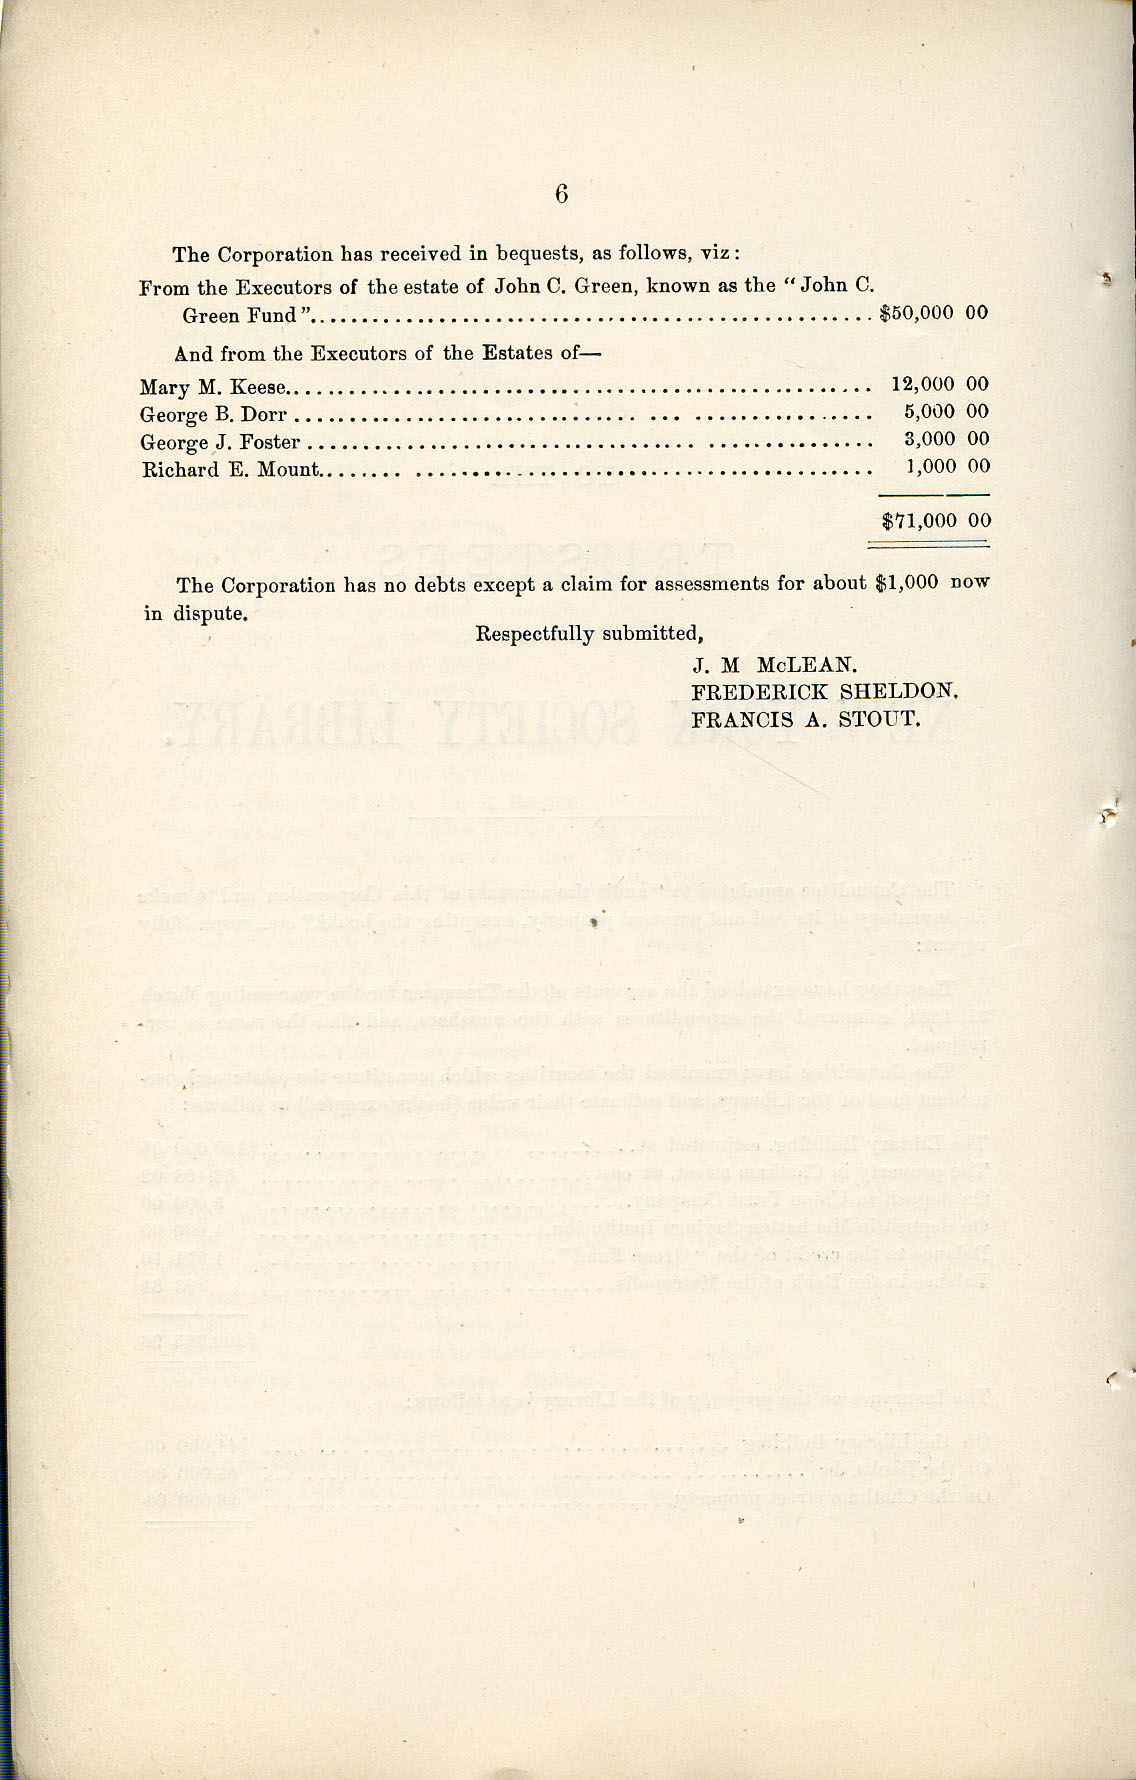 6
The Corporation has received in bequests, as follows, viz:
From the Executors of the estate of John C. Green, known as the "John C.
Green Fund"........................................................ $50,000 00
And from the Executors of the Estates of—
Mary M. Keese........................................................... 12,000 00
George B. Dorr .................................. ... .................. 5,000 00
George J. Foster ....................................... ............... 3,000 00
Richard E. Mount........ .............................................. 1,000 00
$71,000 00
The Corporation has no debts except a claim for assessments for about $1,000 now
in dispute.
Respectfully submitted,
J. M McLEAN.
FREDERICK SHELDON.
FRANCIS A. STOUT.